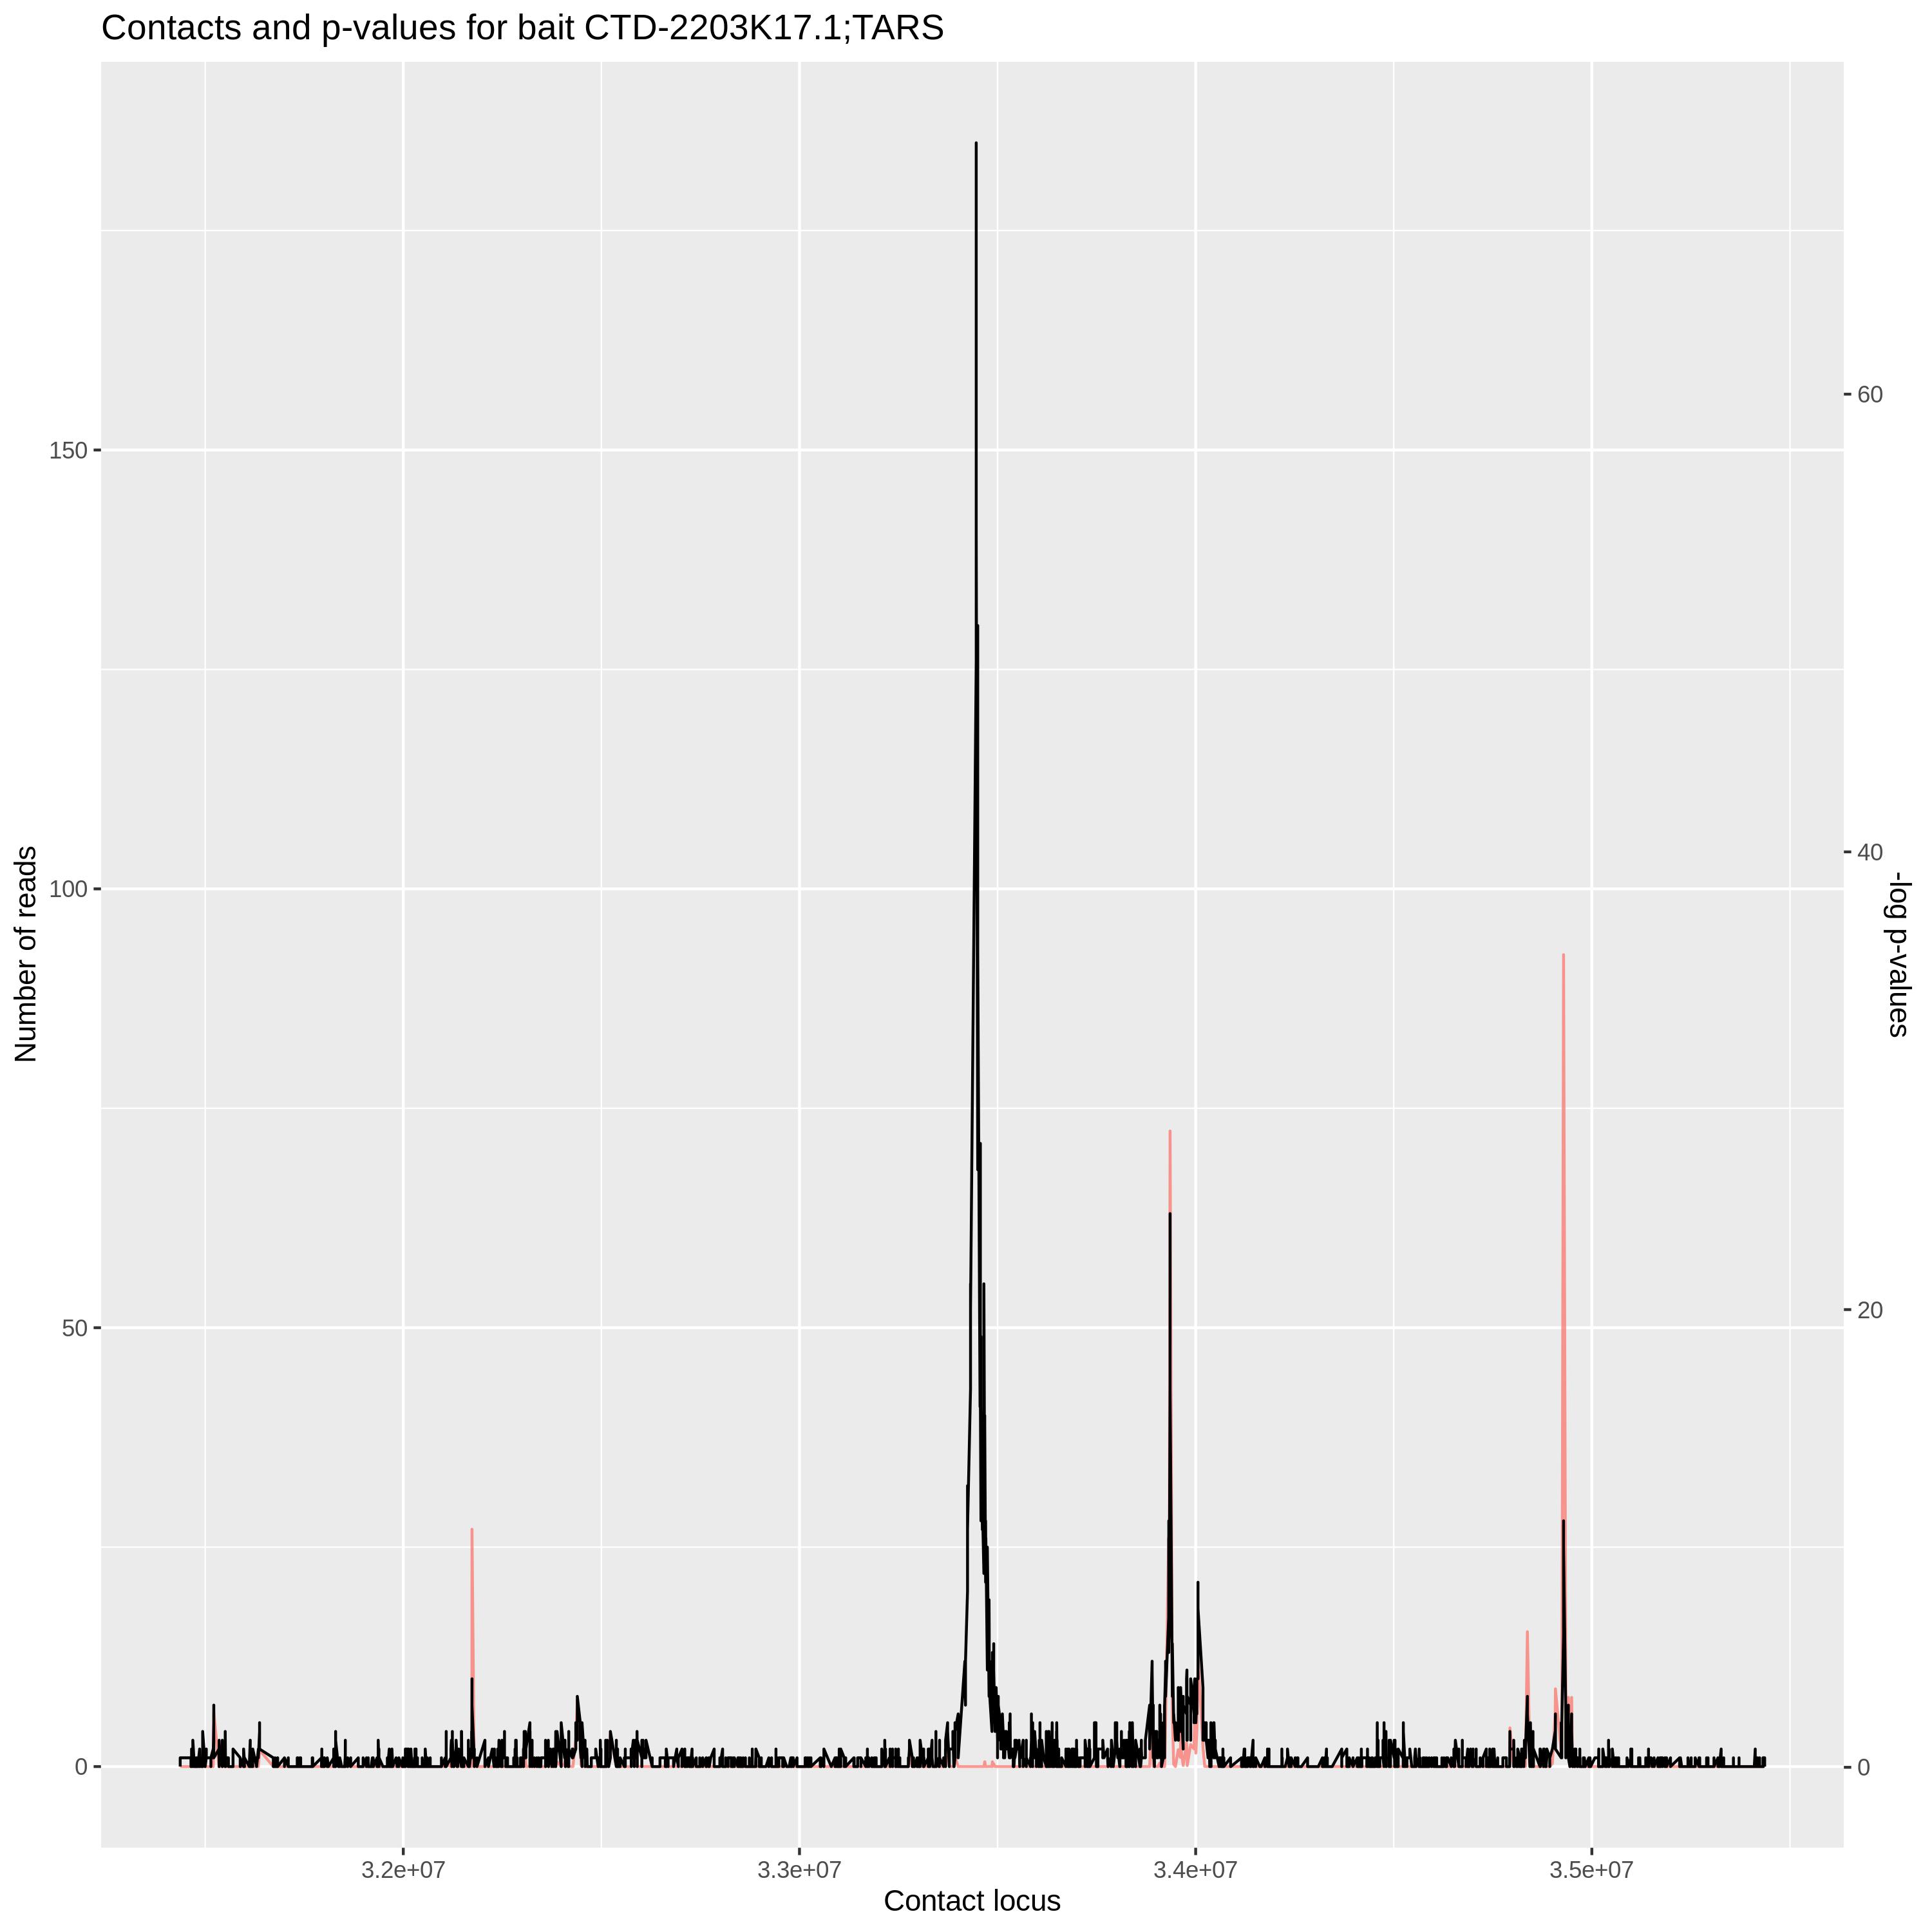 Contacts and p-values for bait CTD-2203K17.1;TARS
Number of reads
150
100
50
0
60
40
20
0
-log p-values
3.2e+07
3.3e+07
3.4e+07
3.5e+07
Contact locus